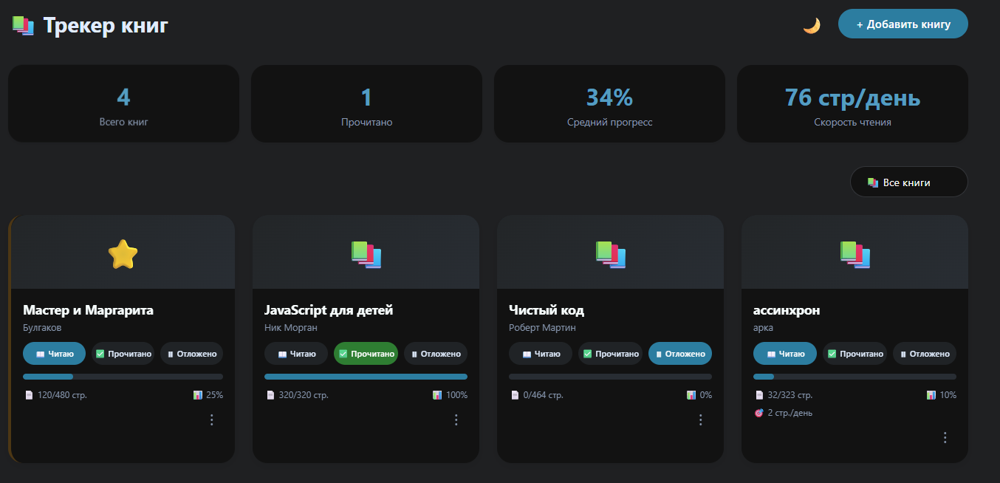 Трекер книг
+ Добавить книгу
4
Всего книг
1
Прочитано
34%
Средний прогресс
76 стр/день
Скорость чтения
Все книги
Мастер и Маргарита
Булгаков
Читаю Прочитано Отложено
120/480 стр. 25%
JavaScript для детей
Ник Морган
Читаю Прочитано Отложено
320/320 стр. 100%
Чистый код
Роберт Мартин
Читаю Прочитано Отложено
0/464 стр. 0%
ассинхрон
арка
Читаю Прочитано Отложено
32/323 стр. 10%
2 стр./день